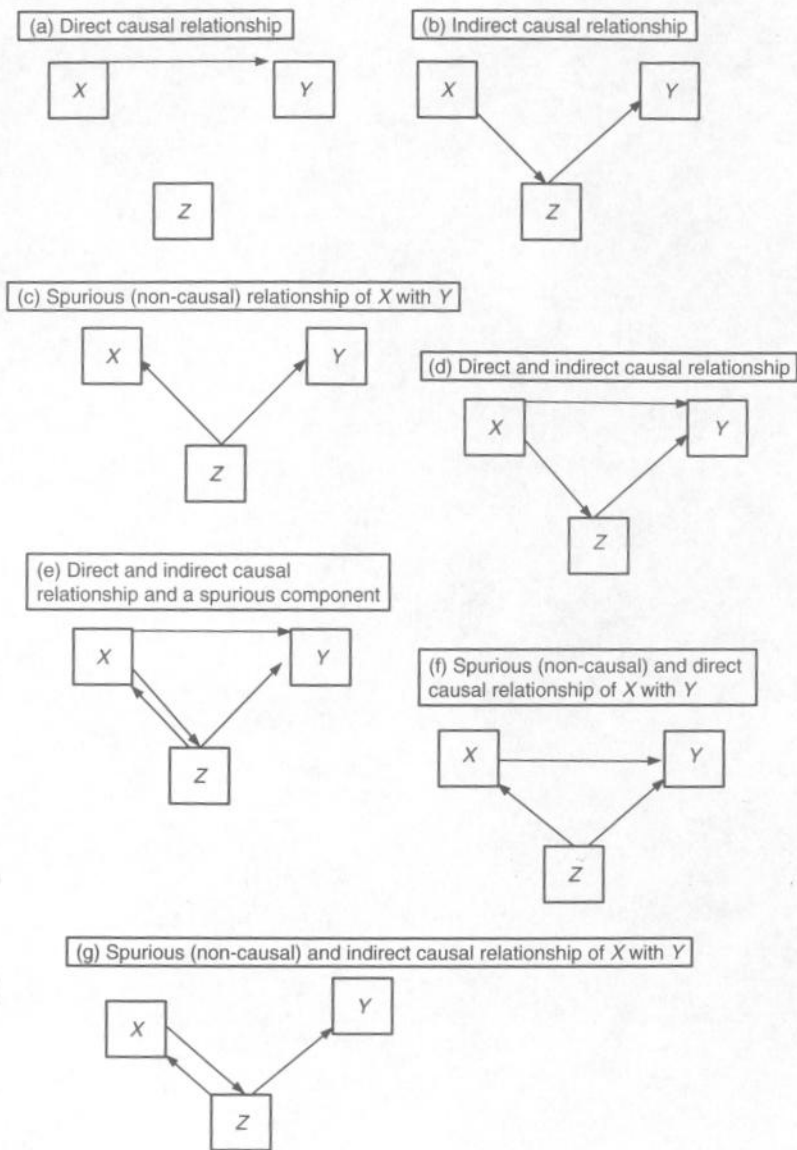 (a) Direct causal relationship
X
Y
Z
(b) Indirect causal relationship
X
Y
Z
(c) Spurious (non-causal) relationship of X with Y
X
Y
Z
(d) Direct and indirect causal relationship
X
Y
Z
(e) Direct and indirect causal
relationship and a spurious component
X
Y
Z
(f) Spurious (non-causal) and direct
causal relationship of X with Y
X
Y
Z
(g) Spurious (non-causal) and indirect causal relationship of X with Y
X
Y
Z